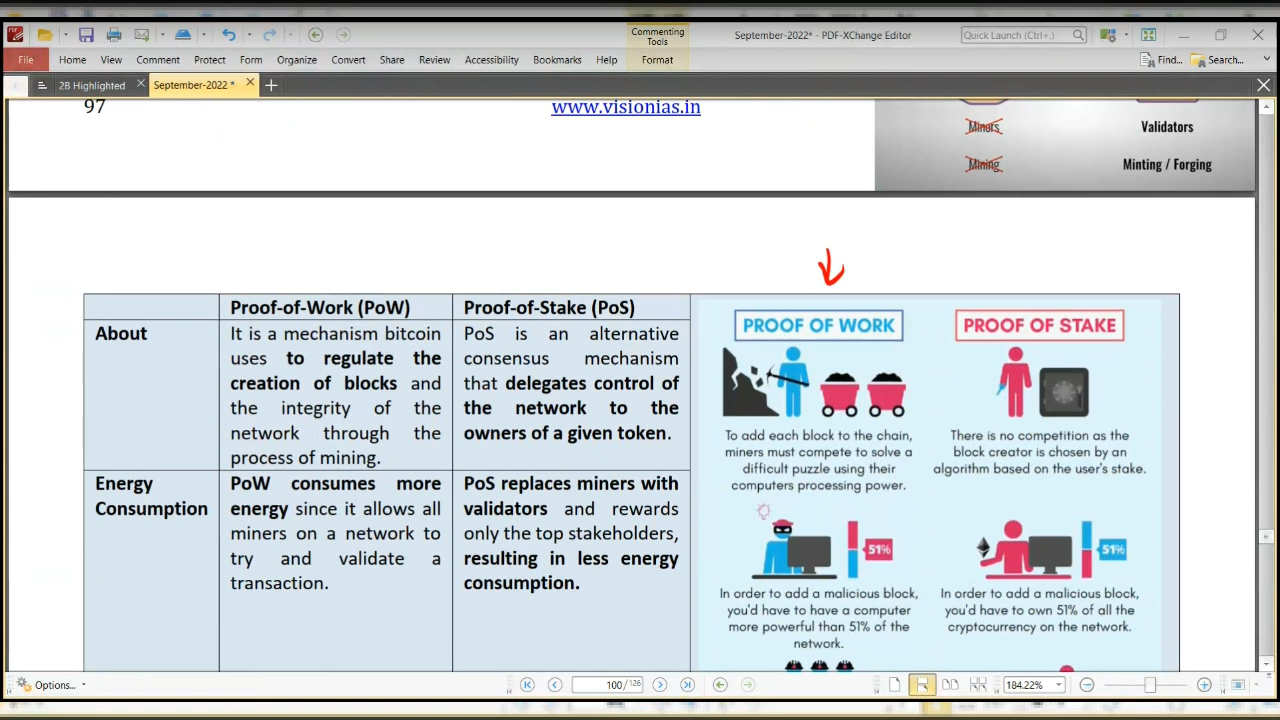 Commenting
Tools
September-2022* - PDF-XChange Editor
Quick Launch (Ctrl+.)
File
Home
View
Comment
Protect
Form
Organize
Convert
Share
Review
Accessibility
Bookmarks
Help
Format
Find...
Search...
2B Highlighted
September-2022 *
97
www.visionias.in
Miners
Validators
Mining
Minting / Forging
Proof-of-Work (PoW)
Proof-of-Stake (PoS)
About
It is a mechanism bitcoin
uses to regulate the
creation of blocks and
the integrity of the
network through the
process of mining.
PoS is an alternative
consensus mechanism
that delegates control of
the network to the
owners of a given token.
Energy
Consumption
PoW consumes more
energy since it allows all
miners on a network to
try and validate a
transaction.
PoS replaces miners with
validators and rewards
only the top stakeholders,
resulting in less energy
consumption.
PROOF OF WORK
To add each block to the chain,
miners must compete to solve a
difficult puzzle using their
computers processing power.
51%
In order to add a malicious block,
you'd have to have a computer
more powerful than 51% of the
network.
PROOF OF STAKE
There is no competition as the
block creator is chosen by an
algorithm based on the user's stake.
51%
In order to add a malicious block,
you'd have to own 51% of all the
cryptocurrency on the network.
Options...
100 / 126
184.22%